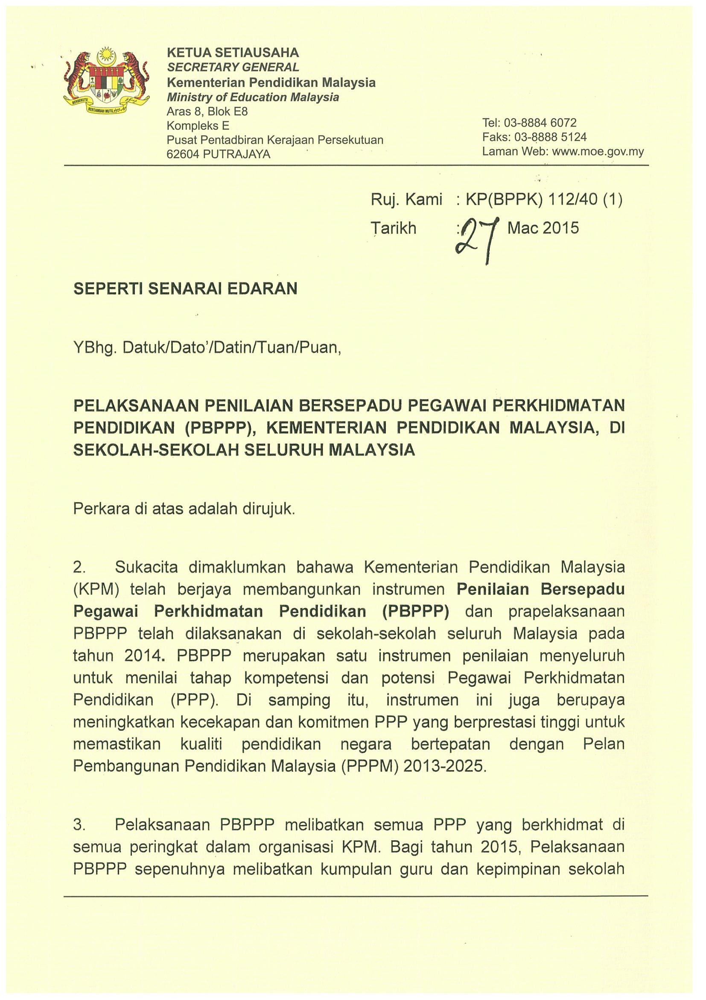 KETUA SETIAUSAHA
SECRETARY GENERAL
Kementerian Pendidikan Malaysia
Ministry of Education Malaysia
Aras 8, Blok E8
Kompleks E
Pusat Pentadbiran Kerajaan Persekutuan
62604 PUTRAJAYA
BERSEKUTU
BERTAMBAH MUTU
Tel: 03-8884 6072
Faks: 03-8888 5124
Laman Web: www.moe.gov.my
Ruj. Kami : KP(BPPK) 112/40 (1)
Tarikh : 27 Mac 2015
SEPERTI SENARAI EDARAN
YBhg. Datuk/Dato’/Datin/Tuan/Puan,
PELAKSANAAN PENILAIAN BERSEPADU PEGAWAI PERKHIDMATAN
PENDIDIKAN (PBPPP), KEMENTERIAN PENDIDIKAN MALAYSIA, DI
SEKOLAH-SEKOLAH SELURUH MALAYSIA
Perkara di atas adalah dirujuk.
2. Sukacita dimaklumkan bahawa Kementerian Pendidikan Malaysia
(KPM) telah berjaya membangunkan instrumen Penilaian Bersepadu
Pegawai Perkhidmatan Pendidikan (PBPPP) dan prapelaksanaan
PBPPP telah dilaksanakan di sekolah-sekolah seluruh Malaysia pada
tahun 2014. PBPPP merupakan satu instrumen penilaian menyeluruh
untuk menilai tahap kompetensi dan potensi Pegawai Perkhidmatan
Pendidikan (PPP). Di samping itu, instrumen ini juga berupaya
meningkatkan kecekapan dan komitmen PPP yang berprestasi tinggi untuk
memastikan kualiti pendidikan negara bertepatan dengan Pelan
Pembangunan Pendidikan Malaysia (PPPM) 2013-2025.
3. Pelaksanaan PBPPP melibatkan semua PPP yang berkhidmat di
semua peringkat dalam organisasi KPM. Bagi tahun 2015, Pelaksanaan
PBPPP sepenuhnya melibatkan kumpulan guru dan kepimpinan sekolah